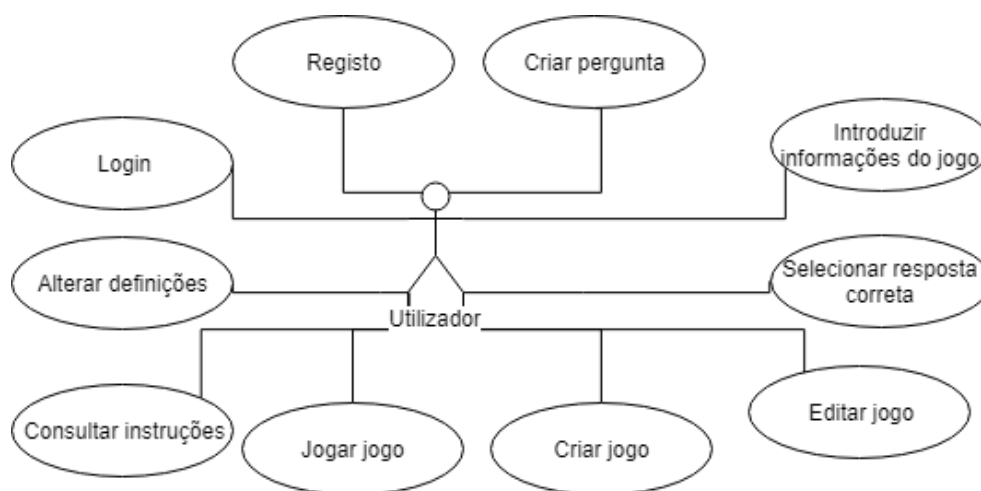 Registo
Criar pergunta
Introduzir
informações do jogo
Login
Alterar definições
Selecionar resposta
correta
Utilizador
Consultar instruções
Jogar jogo
Criar jogo
Editar jogo